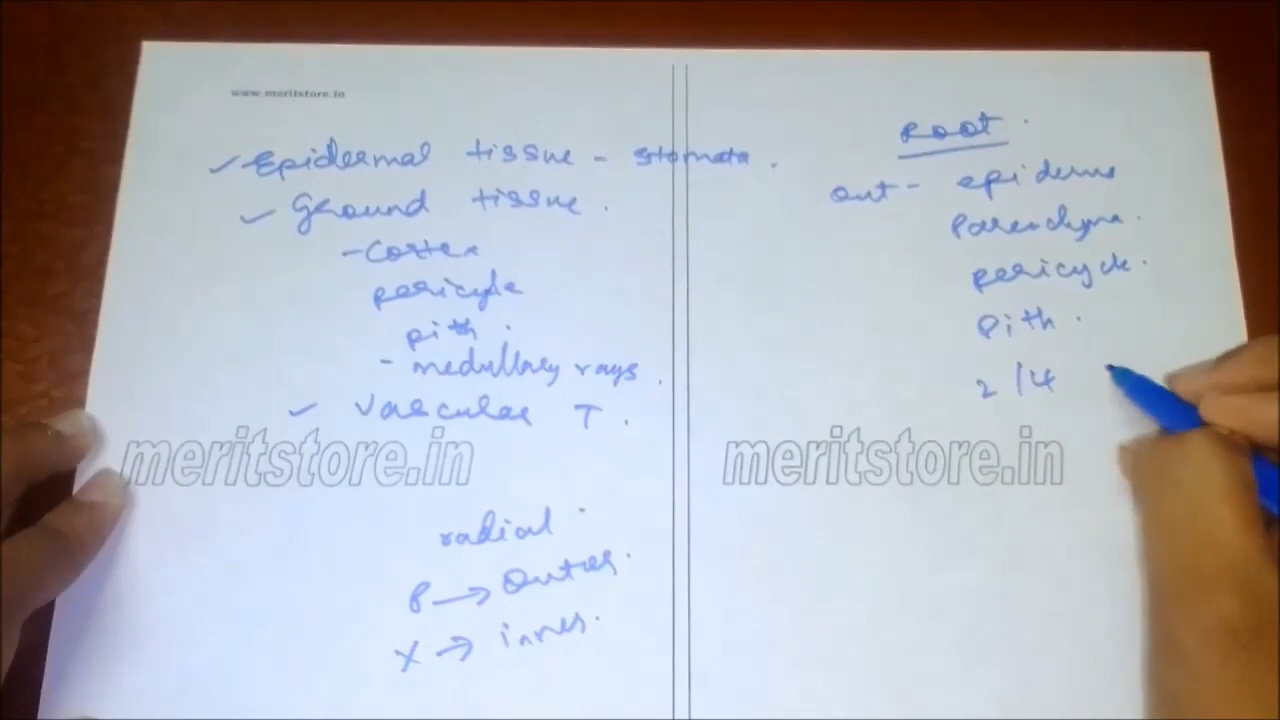 www.meritstore.in
✓ Epidermal tissue - stomata.
✓ Ground tissue.
- Cortex
pericycle
pith.
- medullary rays.
✓ Vascular T.
meritstore.in
radial
P → Outer.
X → inner.
Root.
Out - epiderms
Parenchyma.
pericycle.
Pith.
2/4
meritstore.in